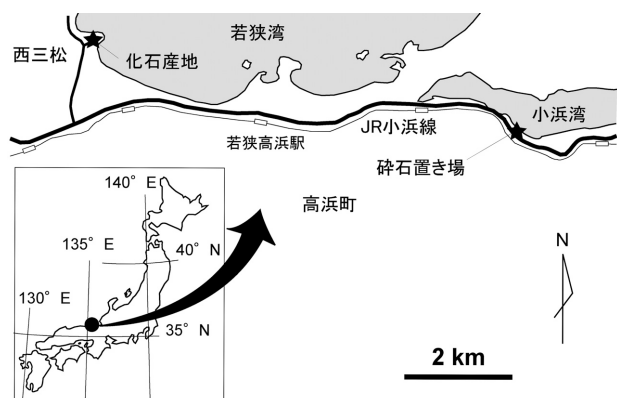 若狭湾
西三松
化石産地
小浜湾
JR小浜線
若狭高浜駅
砕石置き場
高浜町
140° E
135° E
40° N
130° E
35° N
N
2 km